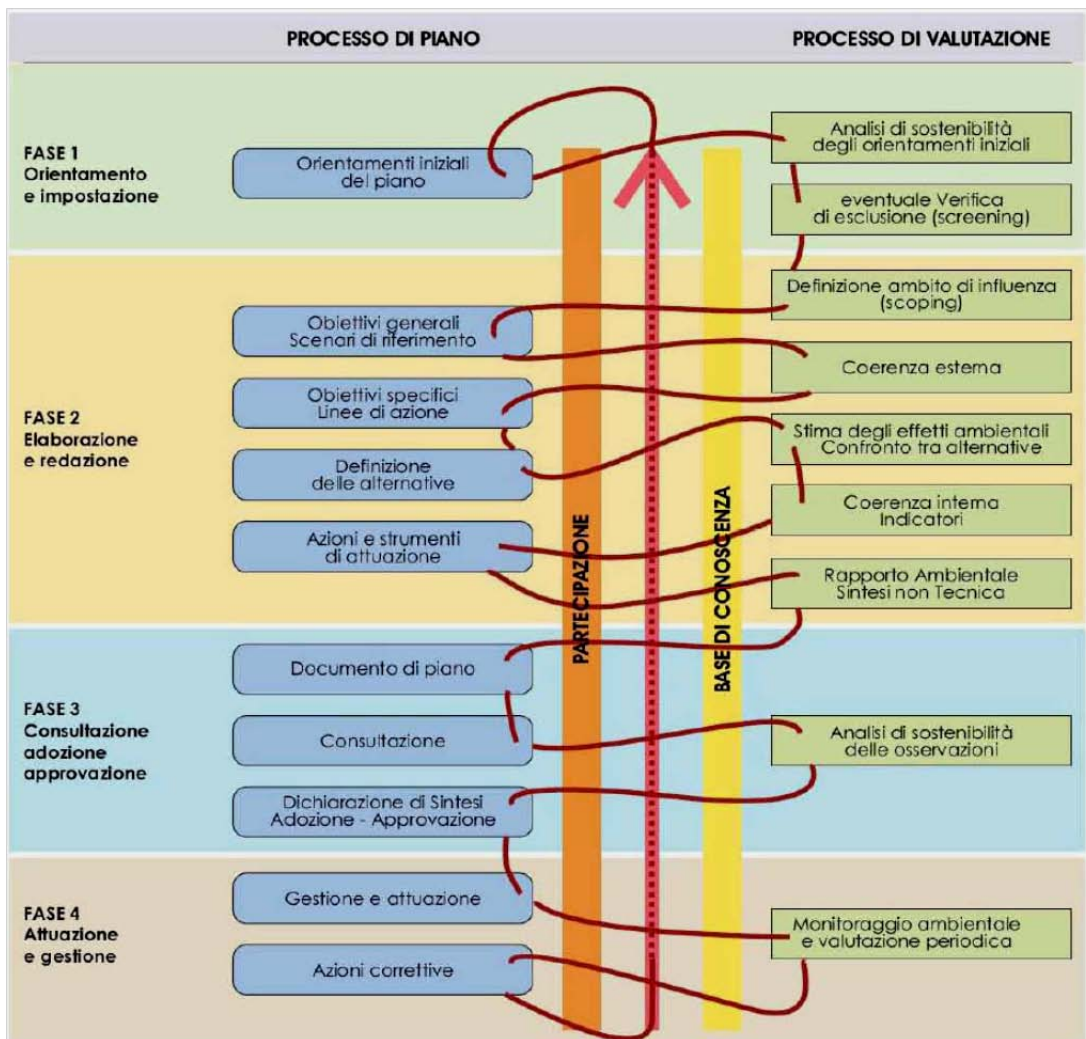 PROCESSO DI PIANO
PROCESSO DI VALUTAZIONE
FASE 1
Orientamento
e impostazione
Orientamenti iniziali
del piano
Analisi di sostenibilità
degli orientamenti iniziali
eventuale Verifica
di esclusione (screening)
FASE 2
Elaborazione
e redazione
Obiettivi generali
Scenari di riferimento
Obiettivi specifici
Linee di azione
Definizione
delle alternative
Azioni e strumenti
di attuazione
PARTECIPAZIONE
BASE DI CONOSCENZA
Definizione ambito di influenza
(scoping)
Coerenza esterna
Stima degli effetti ambientali
Confronto tra alternative
Coerenza interna
Indicatori
Rapporto Ambientale
Sintesi non Tecnica
FASE 3
Consultazione
adozione
approvazione
Documento di piano
Consultazione
Dichiarazione di Sintesi
Adozione - Approvazione
Analisi di sostenibilità
delle osservazioni
FASE 4
Attuazione
e gestione
Gestione e attuazione
Azioni correttive
Monitoraggio ambientale
e valutazione periodica